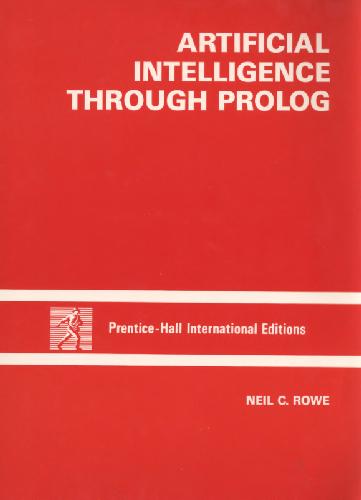 ARTIFICIAL
INTELLIGENCE
THROUGH PROLOG
Prentice-Hall International Editions
NEIL C. ROWE